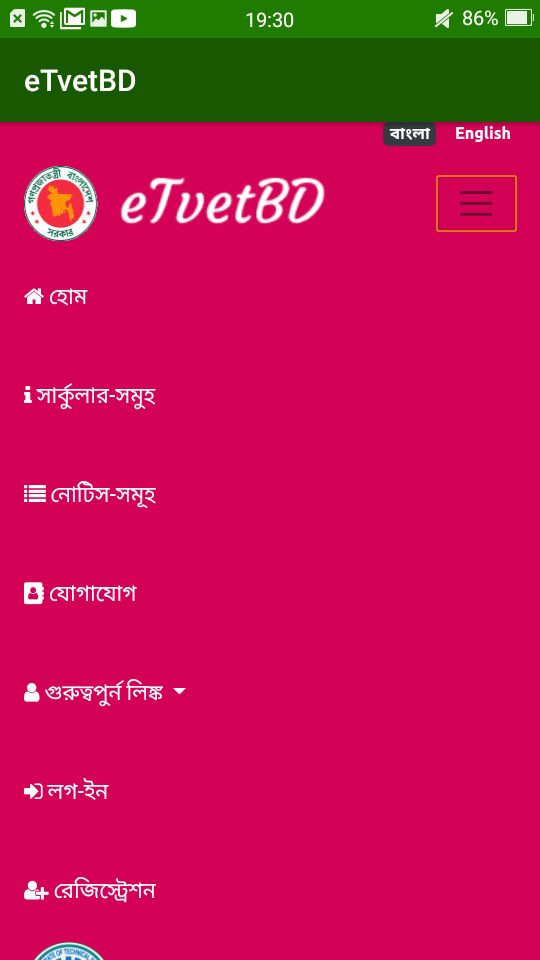 19:30
86%
eTvetBD
বাংলা English
গণপ্রজাতন্ত্রী বাংলাদেশ
সরকার
eTvetBD
হোম
সার্কুলার-সমুহ
নোটিস-সমূহ
যোগাযোগ
গুরুত্বপুর্ন লিঙ্ক
লগ-ইন
রেজিস্ট্রেশন